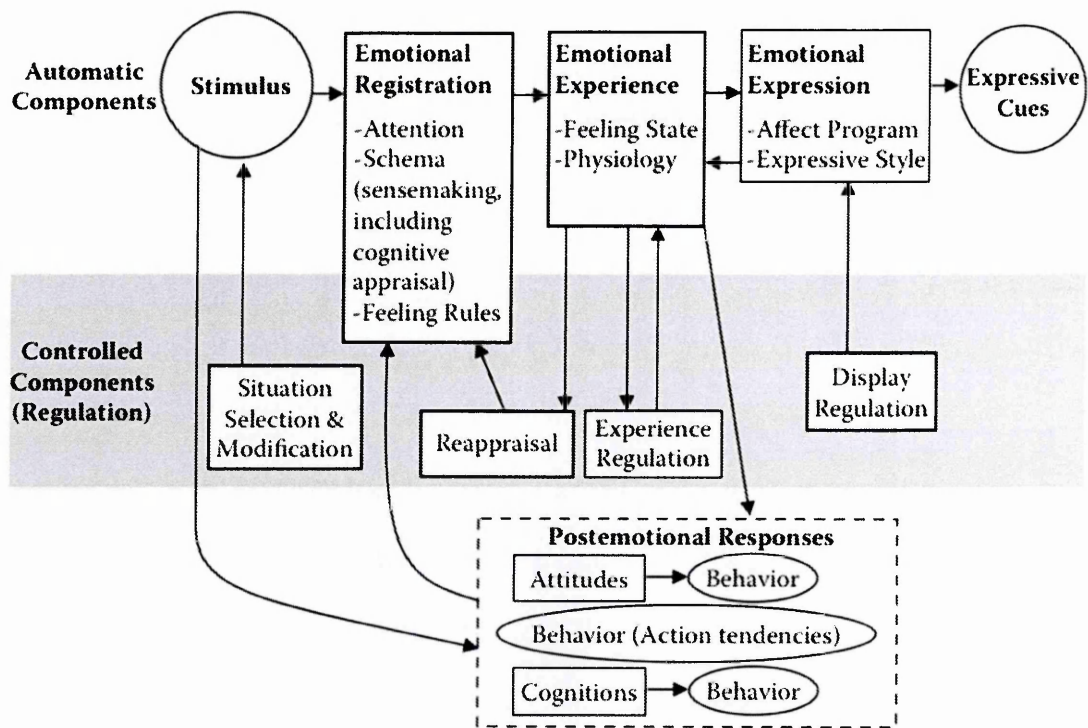 Automatic
Components
Stimulus
Emotional
Registration
-Attention
-Schema
(sensemaking,
including
cognitive
appraisal)
-Feeling Rules
Emotional
Experience
-Feeling State
-Physiology
Emotional
Expression
-Affect Program
-Expressive Style
Expressive
Cues
Controlled
Components
(Regulation)
Situation
Selection &
Modification
Reappraisal
Experience
Regulation
Display
Regulation
Postemotional Responses
Attitudes
Behavior
Behavior (Action tendencies)
Cognitions
Behavior